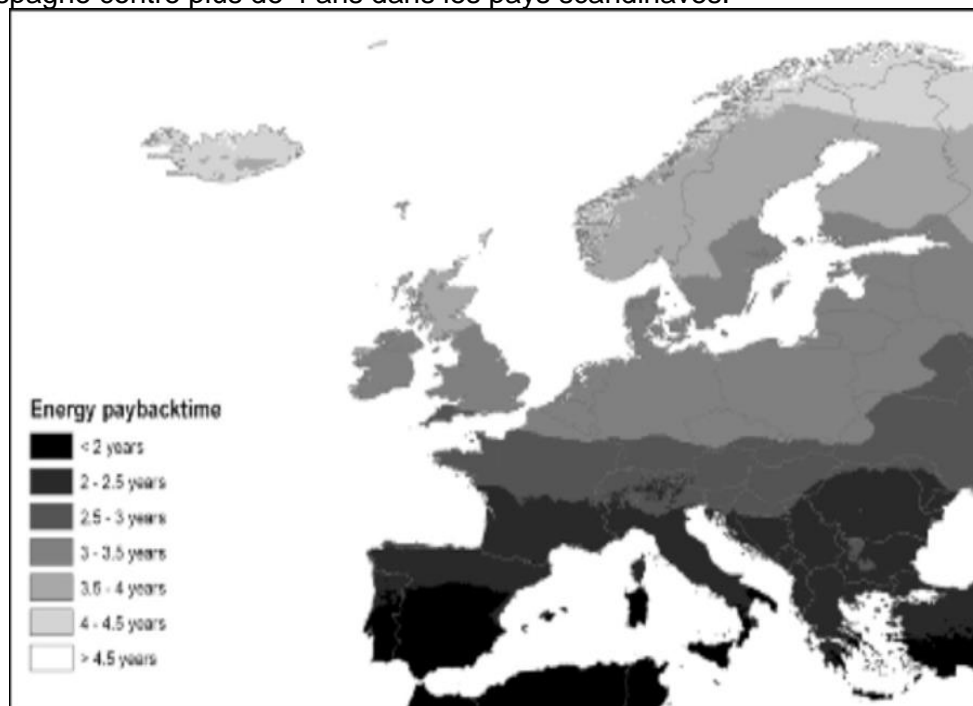 contre plus de 4 ans dans les pays scandinaves.
Energy paybacktime
< 2 years
2 - 2.5 years
2.5 - 3 years
3 - 3.5 years
3.5 - 4 years
4 - 4.5 years
> 4.5 years